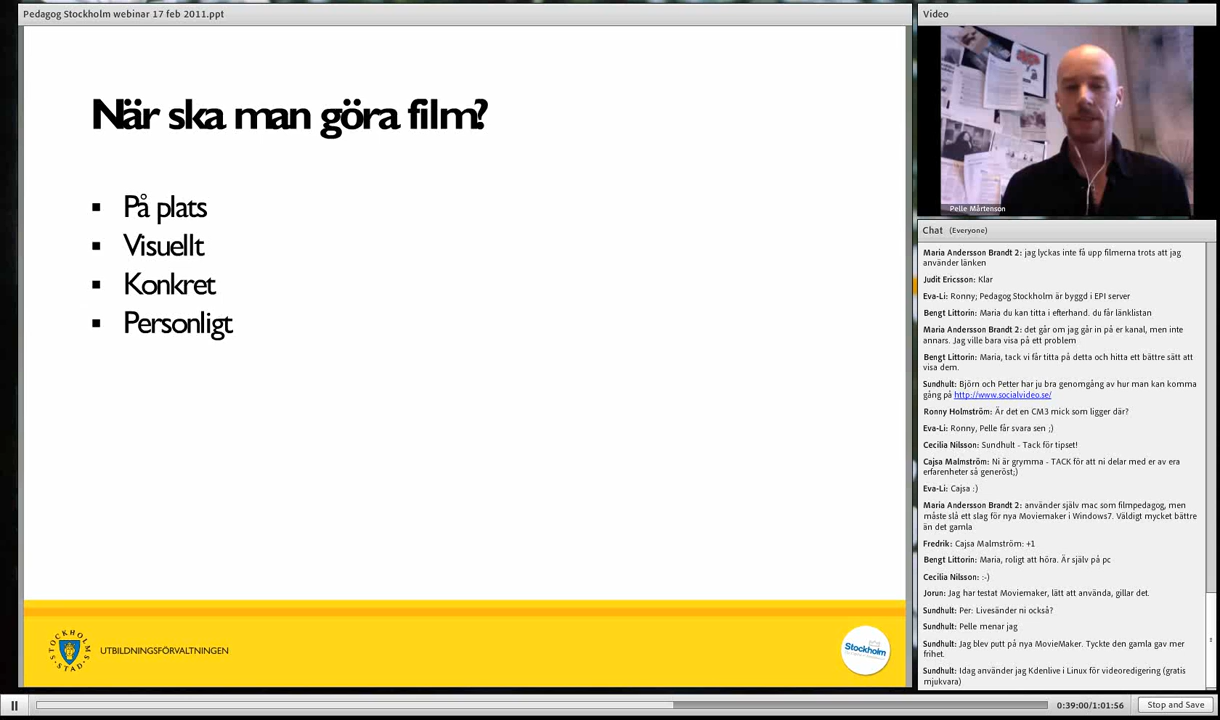 Pedagog Stockholm webinar 17 feb 2011.ppt
När ska man göra film?
▪ På plats
▪ Visuellt
▪ Konkret
▪ Personligt
STOCKHOLMS STAD
UTBILDNINGSFÖRVALTNINGEN
Stockholm
Video
Pelle Mårtenson
Chat (Everyone)
Maria Andersson Brandt 2: jag lyckas inte få upp filmerna trots att jag
använder länken
Judit Ericsson: Klar
Eva-Li: Ronny; Pedagog Stockholm är byggd i EPI server
Bengt Littorin: Maria du kan titta i efterhand. du får länklistan
Maria Andersson Brandt 2: det går om jag går in på er kanal, men inte
annars. Jag ville bara visa på ett problem
Bengt Littorin: Maria, tack vi får titta på detta och hitta ett bättre sätt att
visa dem.
Sundhult: Björn och Petter har ju bra genomgång av hur man kan komma
gång på http://www.socialvideo.se/
Ronny Holmström: Är det en CM3 mick som ligger där?
Eva-Li: Ronny, Pelle får svara sen ;)
Cecilia Nilsson: Sundhult - Tack för tipset!
Cajsa Malmström: Ni är grymma - TACK för att ni delar med er av era
erfarenheter så generöst;)
Eva-Li: Cajsa :)
Maria Andersson Brandt 2: använder själv mac som filmpedagog, men
måste slå ett slag för nya Moviemaker i Windows7. Väldigt mycket bättre
än det gamla
Fredrik: Cajsa Malmström: +1
Bengt Littorin: Maria, roligt att höra. Är själv på pc
Cecilia Nilsson: :-)
Jorun: Jag har testat Moviemaker, lätt att använda, gillar det.
Sundhult: Per: Livesänder ni också?
Sundhult: Pelle menar jag
Sundhult: Jag blev putt på nya MovieMaker. Tyckte den gamla gav mer
frihet.
Sundhult: Idag använder jag Kdenlive i Linux för videoredigering (gratis
mjukvara)
0:39:00/1:01:56
Stop and Save